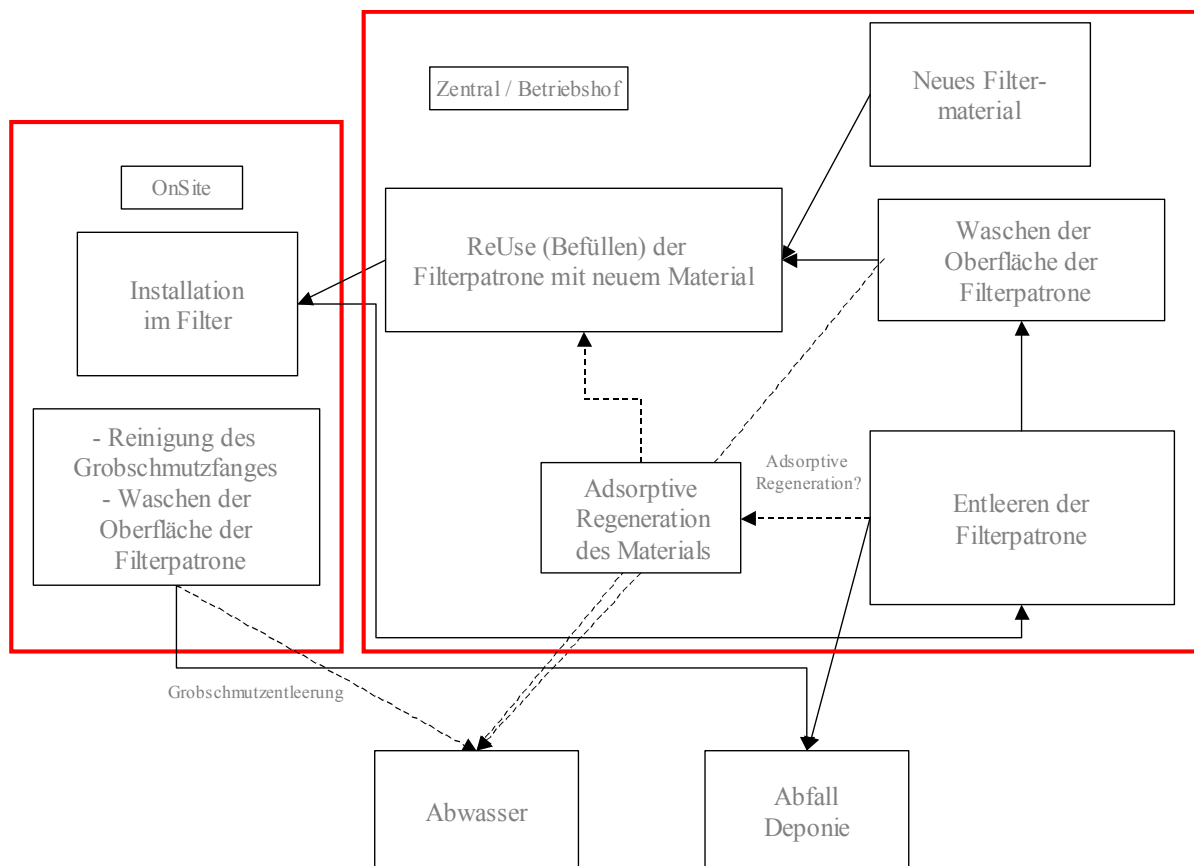 OnSite
Installation
im Filter
- Reinigung des
Grobschmutzfanges
- Waschen der
Oberfläche der
Filterpatrone
Zentral / Betriebshof
Neues Filter-
material
ReUse (Befüllen) der
Filterpatrone mit neuem Material
Waschen der
Oberfläche der
Filterpatrone
Adsorptive
Regeneration
des Materials
Adsorptive
Regeneration?
Entleeren der
Filterpatrone
Grobschmutzentleerung
Abwasser
Abfall
Deponie